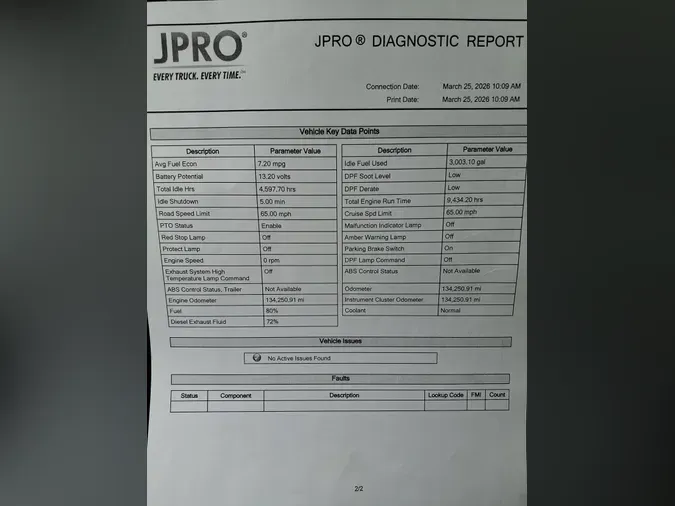 JPRO®
JPRO® DIAGNOSTIC REPORT
EVERY TRUCK. EVERY TIME.
Connection Date: March 25, 2026 10:09 AM
Print Date: March 25, 2026 10:09 AM
Vehicle Key Data Points
Description Parameter Value Description Parameter Value
Avg Fuel Econ 7.20 mpg Idle Fuel Used 3,003.10 gal
Battery Potential 13.20 volts DPF Soot Level Low
Total Idle Hrs 4,597.70 hrs DPF Derate Low
Idle Shutdown 5.00 min Total Engine Run Time 9,434.20 hrs
Road Speed Limit 65.00 mph Cruise Spd Limit 65.00 mph
PTO Status Enable Malfunction Indicator Lamp Off
Red Stop Lamp Off Amber Warning Lamp Off
Protect Lamp Off Parking Brake Switch On
Engine Speed 0 rpm DPF Lamp Command Off
Exhaust System High Off ABS Control Status Not Available
Temperature Lamp Command
ABS Control Status, Trailer Not Available Odometer 134,250.91 mi
Engine Odometer 134,250.91 mi Instrument Cluster Odometer 134,250.91 mi
Fuel 80% Coolant Normal
Diesel Exhaust Fluid 72%
Vehicle Issues
No Active Issues Found
Faults
Status Component Description Lookup Code FMI Count
2/2